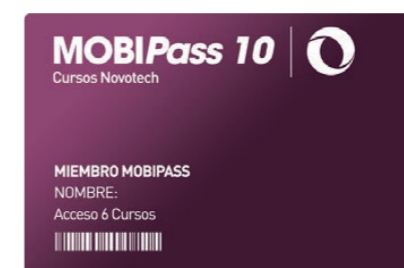 MOBIPass 10
Cursos Novotech
MIEMBRO MOBIPASS
NOMBRE:
Acceso 6 Cursos